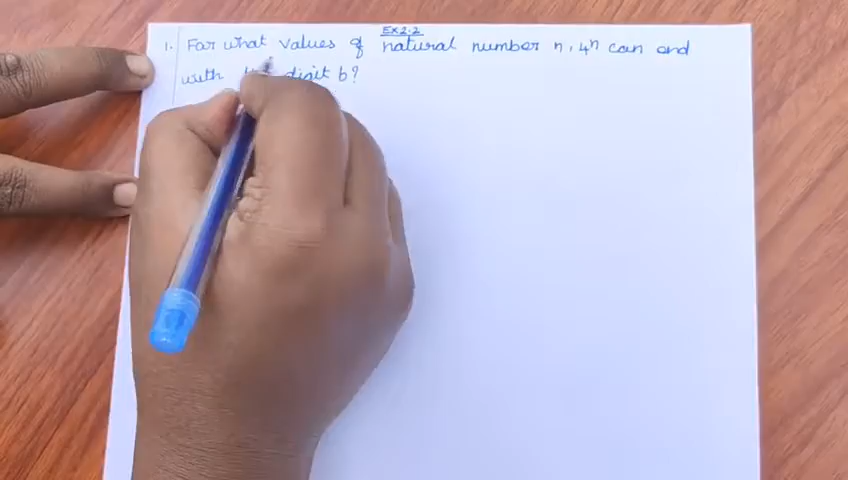 Ex 2.2
1. For what values of natural number n, 4ⁿ can end
with digit 6?